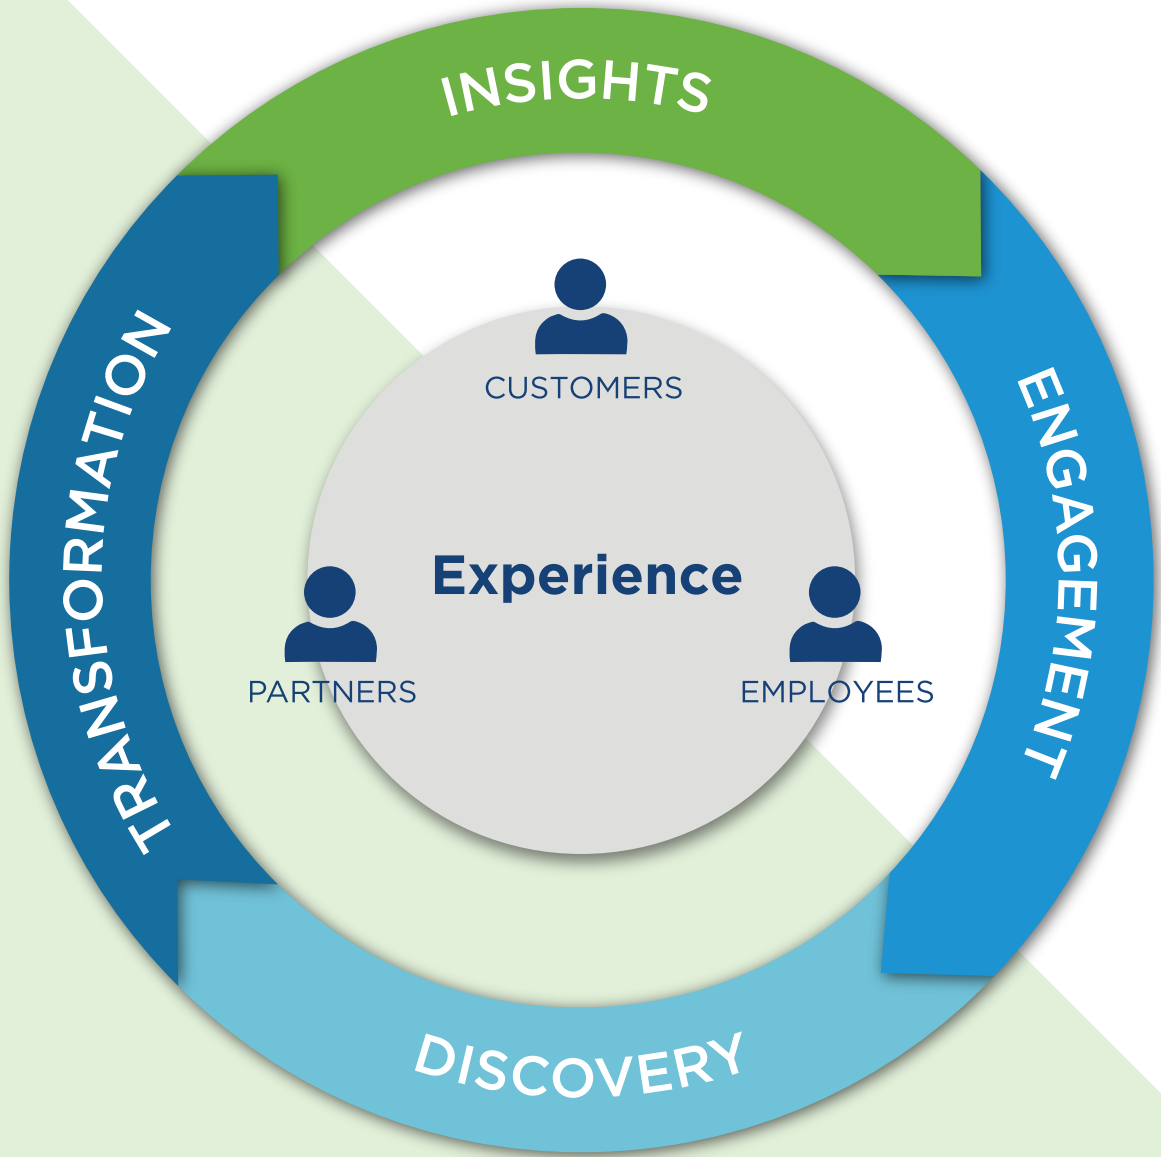 INSIGHTS
CUSTOMERS
TRANSFORMATION
ENGAGEMENT
Experience
PARTNERS
EMPLOYEES
DISCOVERY